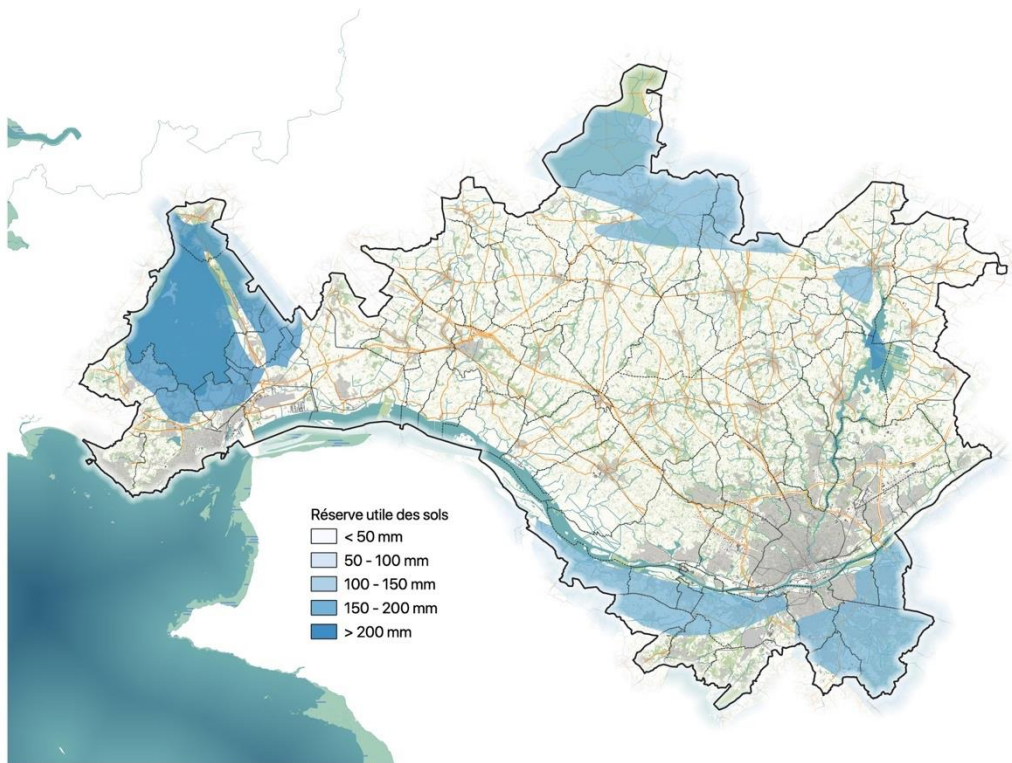 Réserve utile des sols
< 50 mm
50 - 100 mm
100 - 150 mm
150 - 200 mm
> 200 mm